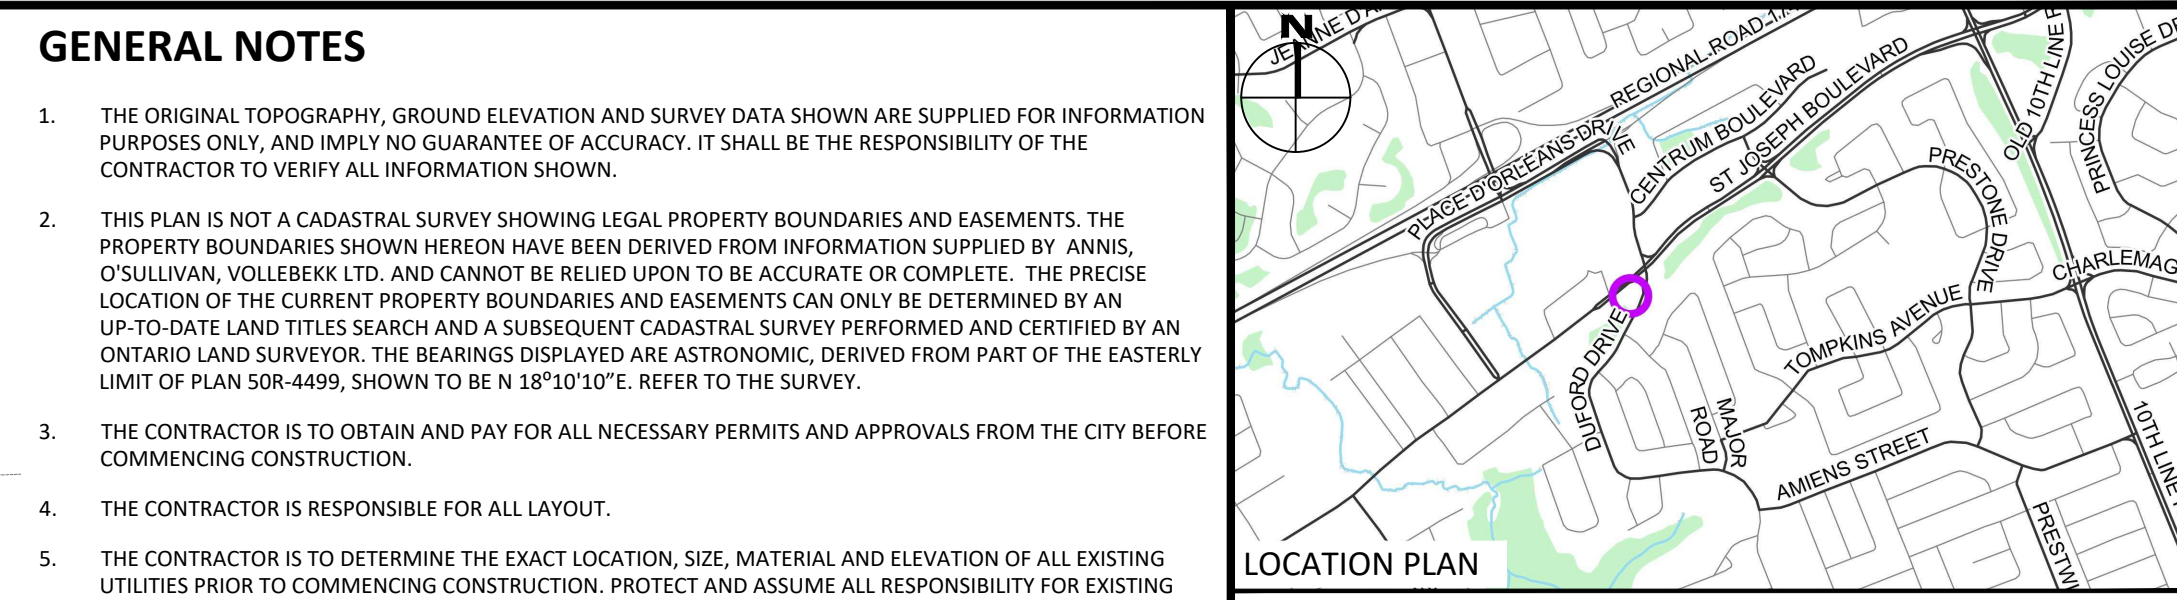 GENERAL NOTES
1. THE ORIGINAL TOPOGRAPHY, GROUND ELEVATION AND SURVEY DATA SHOWN ARE SUPPLIED FOR INFORMATION
PURPOSES ONLY, AND IMPLY NO GUARANTEE OF ACCURACY. IT SHALL BE THE RESPONSIBILITY OF THE
CONTRACTOR TO VERIFY ALL INFORMATION SHOWN.
2. THIS PLAN IS NOT A CADASTRAL SURVEY SHOWING LEGAL PROPERTY BOUNDARIES AND EASEMENTS. THE
PROPERTY BOUNDARIES SHOWN HEREON HAVE BEEN DERIVED FROM INFORMATION SUPPLIED BY ANNIS,
O'SULLIVAN, VOLLEBEKK LTD. AND CANNOT BE RELIED UPON TO BE ACCURATE OR COMPLETE. THE PRECISE
LOCATION OF THE CURRENT PROPERTY BOUNDARIES AND EASEMENTS CAN ONLY BE DETERMINED BY AN
UP-TO-DATE LAND TITLES SEARCH AND A SUBSEQUENT CADASTRAL SURVEY PERFORMED AND CERTIFIED BY AN
ONTARIO LAND SURVEYOR. THE BEARINGS DISPLAYED ARE ASTRONOMIC, DERIVED FROM PART OF THE EASTERLY
LIMIT OF PLAN 50R-4499, SHOWN TO BE N 18⁰10'10”E. REFER TO THE SURVEY.
3. THE CONTRACTOR IS TO OBTAIN AND PAY FOR ALL NECESSARY PERMITS AND APPROVALS FROM THE CITY BEFORE
COMMENCING CONSTRUCTION.
4. THE CONTRACTOR IS RESPONSIBLE FOR ALL LAYOUT.
5. THE CONTRACTOR IS TO DETERMINE THE EXACT LOCATION, SIZE, MATERIAL AND ELEVATION OF ALL EXISTING
UTILITIES PRIOR TO COMMENCING CONSTRUCTION. PROTECT AND ASSUME ALL RESPONSIBILITY FOR EXISTING
N
JEANNE D'A
REGIONAL ROAD 17
PLACE D'ORLÉANS DRIVE
CENTRUM BOULEVARD
ST JOSEPH BOULEVARD
OLD 10TH LINE R
PRINCESS LOUISE DR
PRESTONE DRIVE
CHARLEMAG
TOMPKINS AVENUE
DUFORD DRIVE
MAJOR
ROAD
AMIENS STREET
10TH LINE
PRESTWI
LOCATION PLAN